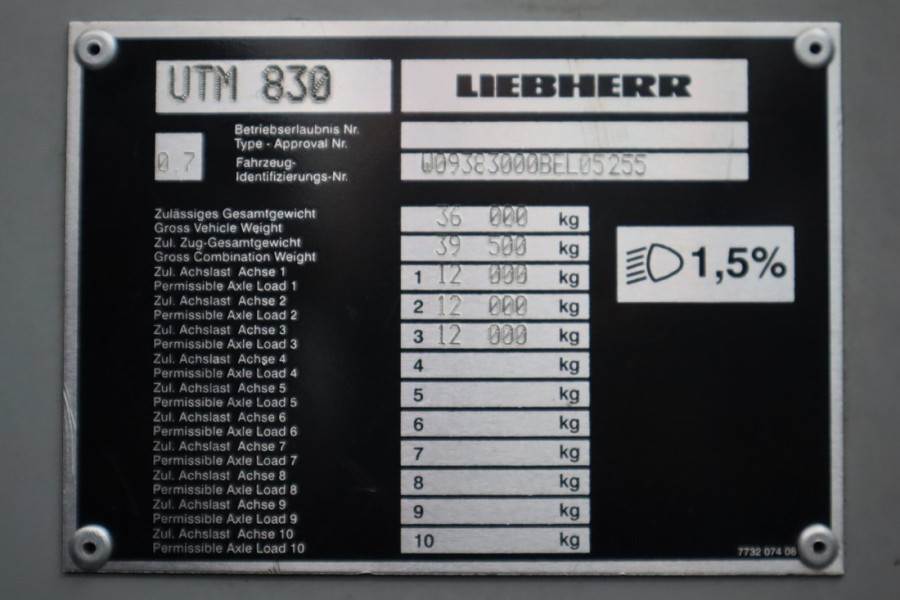 UTM 830 LIEBHERR
Betriebserlaubnis Nr.
Type - Approval Nr.
0.7
Fahrzeug-
Identifizierungs-Nr. W09383000BEL05255
Zulässiges Gesamtgewicht
Gross Vehicle Weight 36 000 kg
Zul. Zug-Gesamtgewicht
Gross Combination Weight 39 500 kg
Zul. Achslast Achse 1
Permissible Axle Load 1 1 12 000 kg
Zul. Achslast Achse 2
Permissible Axle Load 2 2 12 000 kg
Zul. Achslast Achse 3
Permissible Axle Load 3 3 12 000 kg
Zul. Achslast Achse 4
Permissible Axle Load 4 4 kg
Zul. Achslast Achse 5
Permissible Axle Load 5 5 kg
Zul. Achslast Achse 6
Permissible Axle Load 6 6 kg
Zul. Achslast Achse 7
Permissible Axle Load 7 7 kg
Zul. Achslast Achse 8
Permissible Axle Load 8 8 kg
Zul. Achslast Achse 9
Permissible Axle Load 9 9 kg
Zul. Achslast Achse 10
Permissible Axle Load 10 10 kg
1,5%
7732 074 08